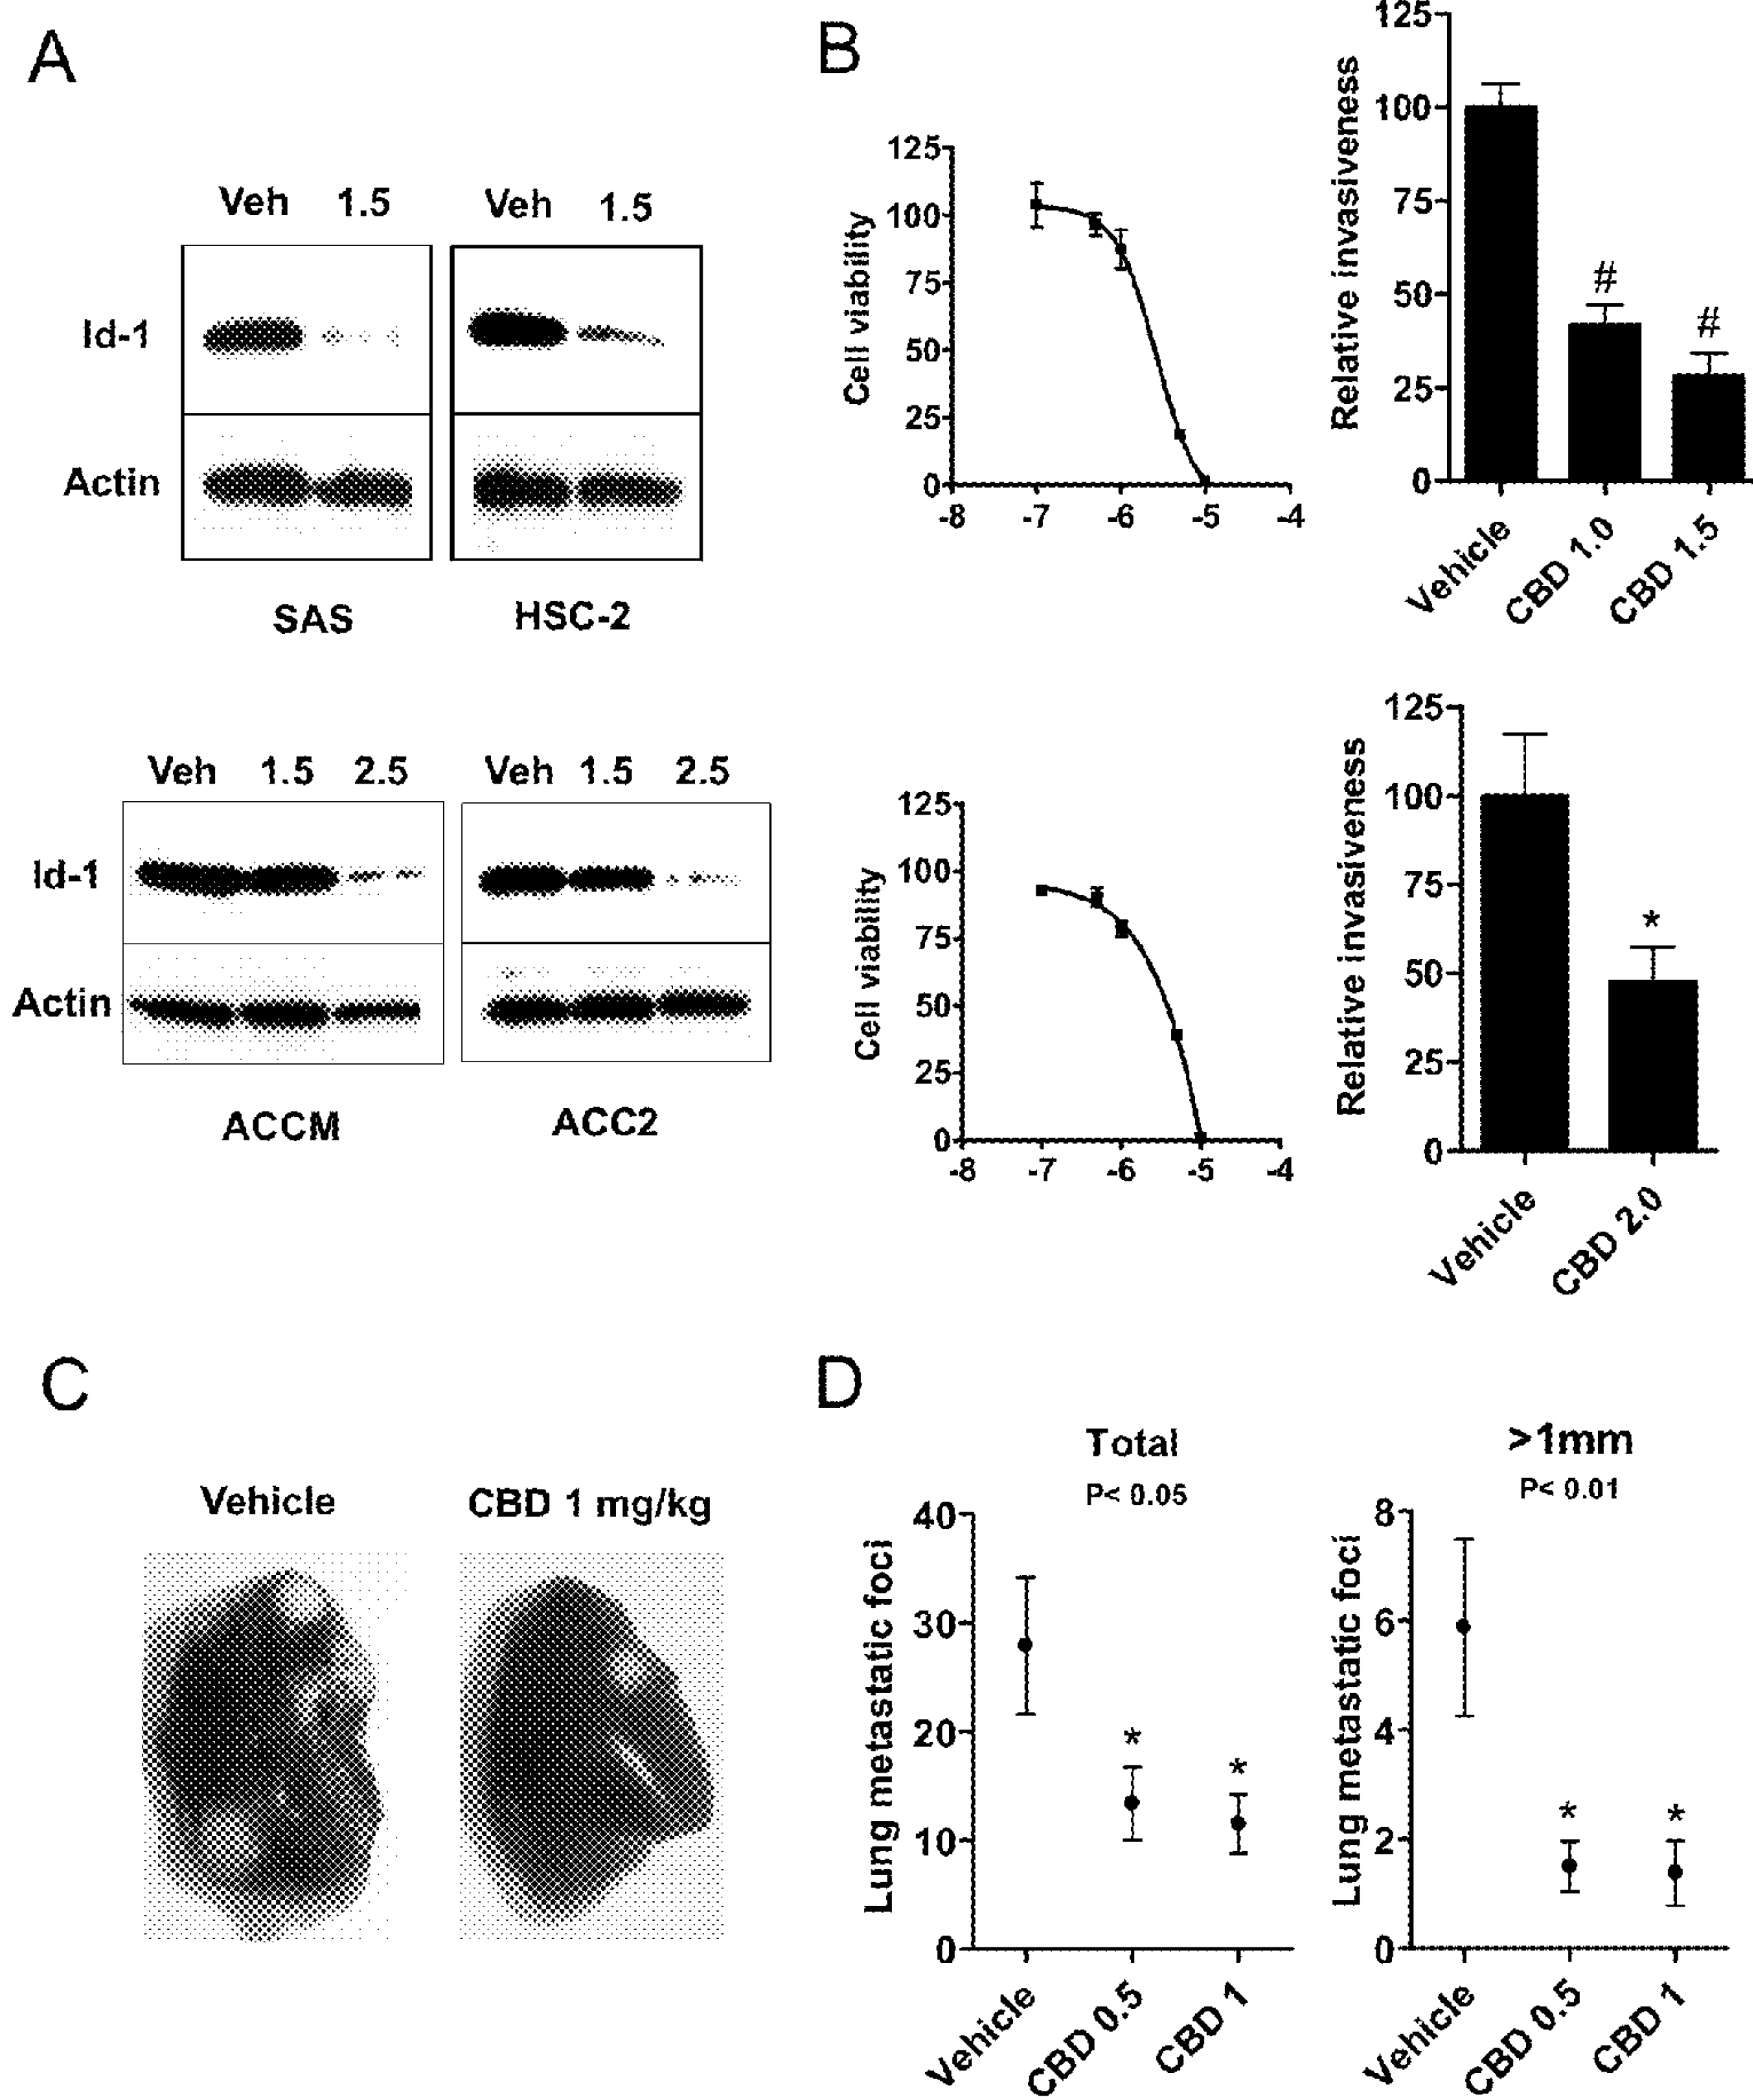 A
Veh 1.5
Veh 1.5
Id-1
Actin
SAS
HSC-2
Veh 1.5 2.5
Veh 1.5 2.5
Id-1
Actin
ACCM
ACC2
B
Cell viability
125
100
75
50
25
0
-8 -7 -6 -5 -4
Relative invasiveness
125
100
75
50
25
0
#
#
Vehicle
CBD 1.0
CBD 1.5
Cell viability
125
100
75
50
25
0
-8 -7 -6 -5 -4
Relative invasiveness
125
100
75
50
25
0
*
Vehicle
CBD 2.0
C
Vehicle
CBD 1 mg/kg
D
Total
P< 0.05
Lung metastatic foci
40
30
20
10
0
*
*
Vehicle
CBD 0.5
CBD 1
>1mm
P< 0.01
Lung metastatic foci
8
6
4
2
0
*
*
Vehicle
CBD 0.5
CBD 1